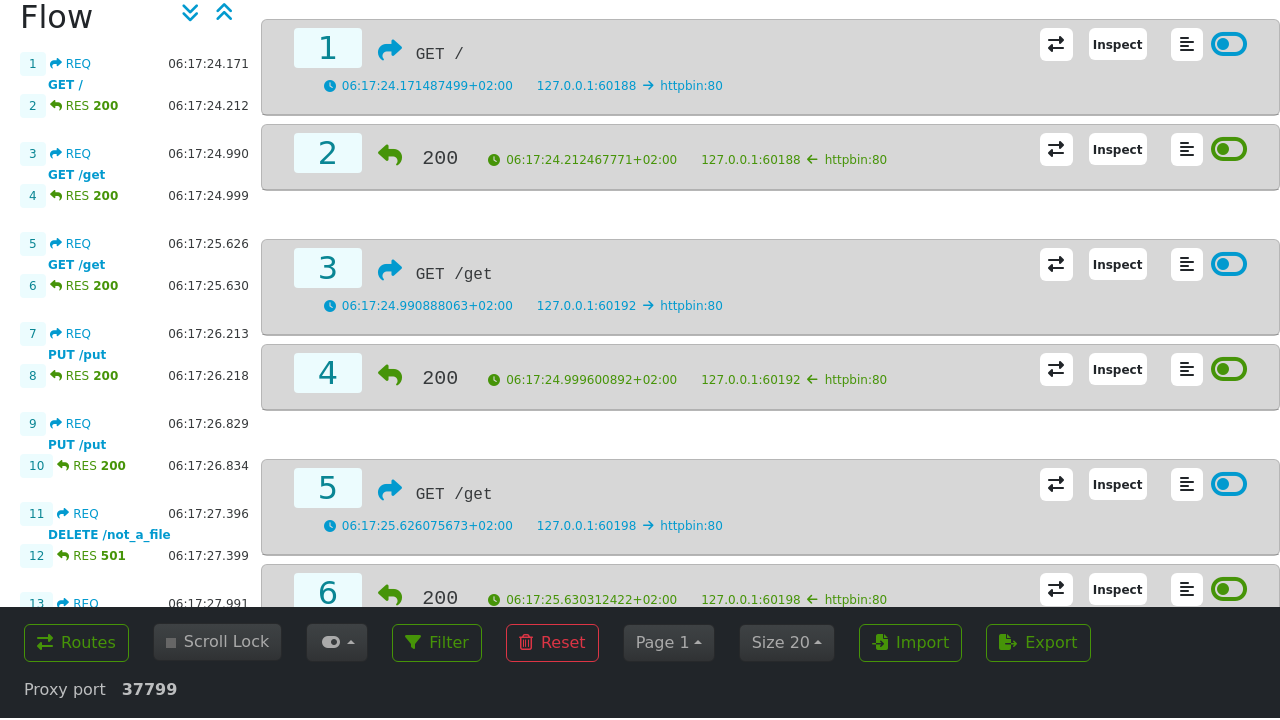 Flow
1 REQ 06:17:24.171
GET /
2 RES 200 06:17:24.212
3 REQ 06:17:24.990
GET /get
4 RES 200 06:17:24.999
5 REQ 06:17:25.626
GET /get
6 RES 200 06:17:25.630
7 REQ 06:17:26.213
PUT /put
8 RES 200 06:17:26.218
9 REQ 06:17:26.829
PUT /put
10 RES 200 06:17:26.834
11 REQ 06:17:27.396
DELETE /not_a_file
12 RES 501 06:17:27.399
13 REQ 06:17:27.991
1 GET / Inspect
06:17:24.171487499+02:00 127.0.0.1:60188 → httpbin:80
2 200 06:17:24.212467771+02:00 127.0.0.1:60188 ← httpbin:80 Inspect
3 GET /get Inspect
06:17:24.990888063+02:00 127.0.0.1:60192 → httpbin:80
4 200 06:17:24.999600892+02:00 127.0.0.1:60192 ← httpbin:80 Inspect
5 GET /get Inspect
06:17:25.626075673+02:00 127.0.0.1:60198 → httpbin:80
6 200 06:17:25.630312422+02:00 127.0.0.1:60198 ← httpbin:80 Inspect
Routes Scroll Lock Filter Reset Page 1 Size 20 Import Export
Proxy port 37799